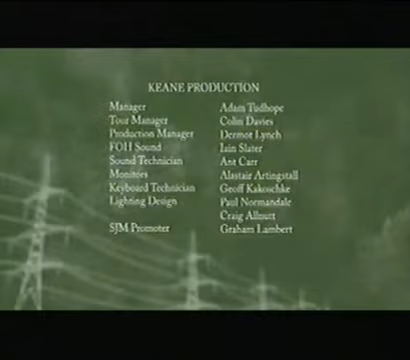 KEANE PRODUCTION
Manager Adam Tudhope
Tour Manager Colin Davies
Production Manager Dermot Lynch
FOH Sound Iain Slater
Sound Technician Ant Carr
Monitors Alastair Artingstall
Keyboard Technician Geoff Kakoschke
Lighting Design Paul Normandale
Craig Allnutt
SJM Promoter Graham Lambert